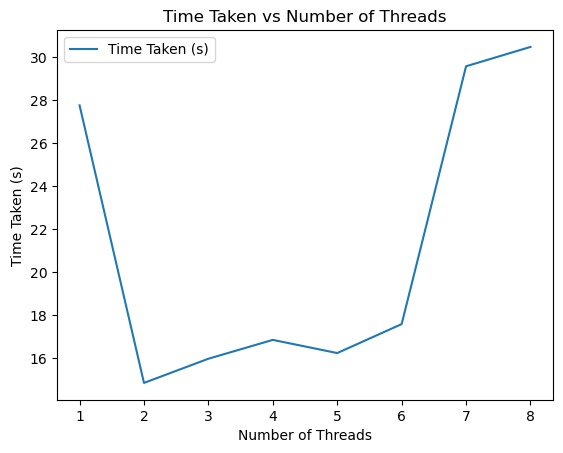 Time Taken vs Number of Threads
Time Taken (s)
30
28
26
24
22
20
18
16
Time Taken (s)
1 2 3 4 5 6 7 8
Number of Threads